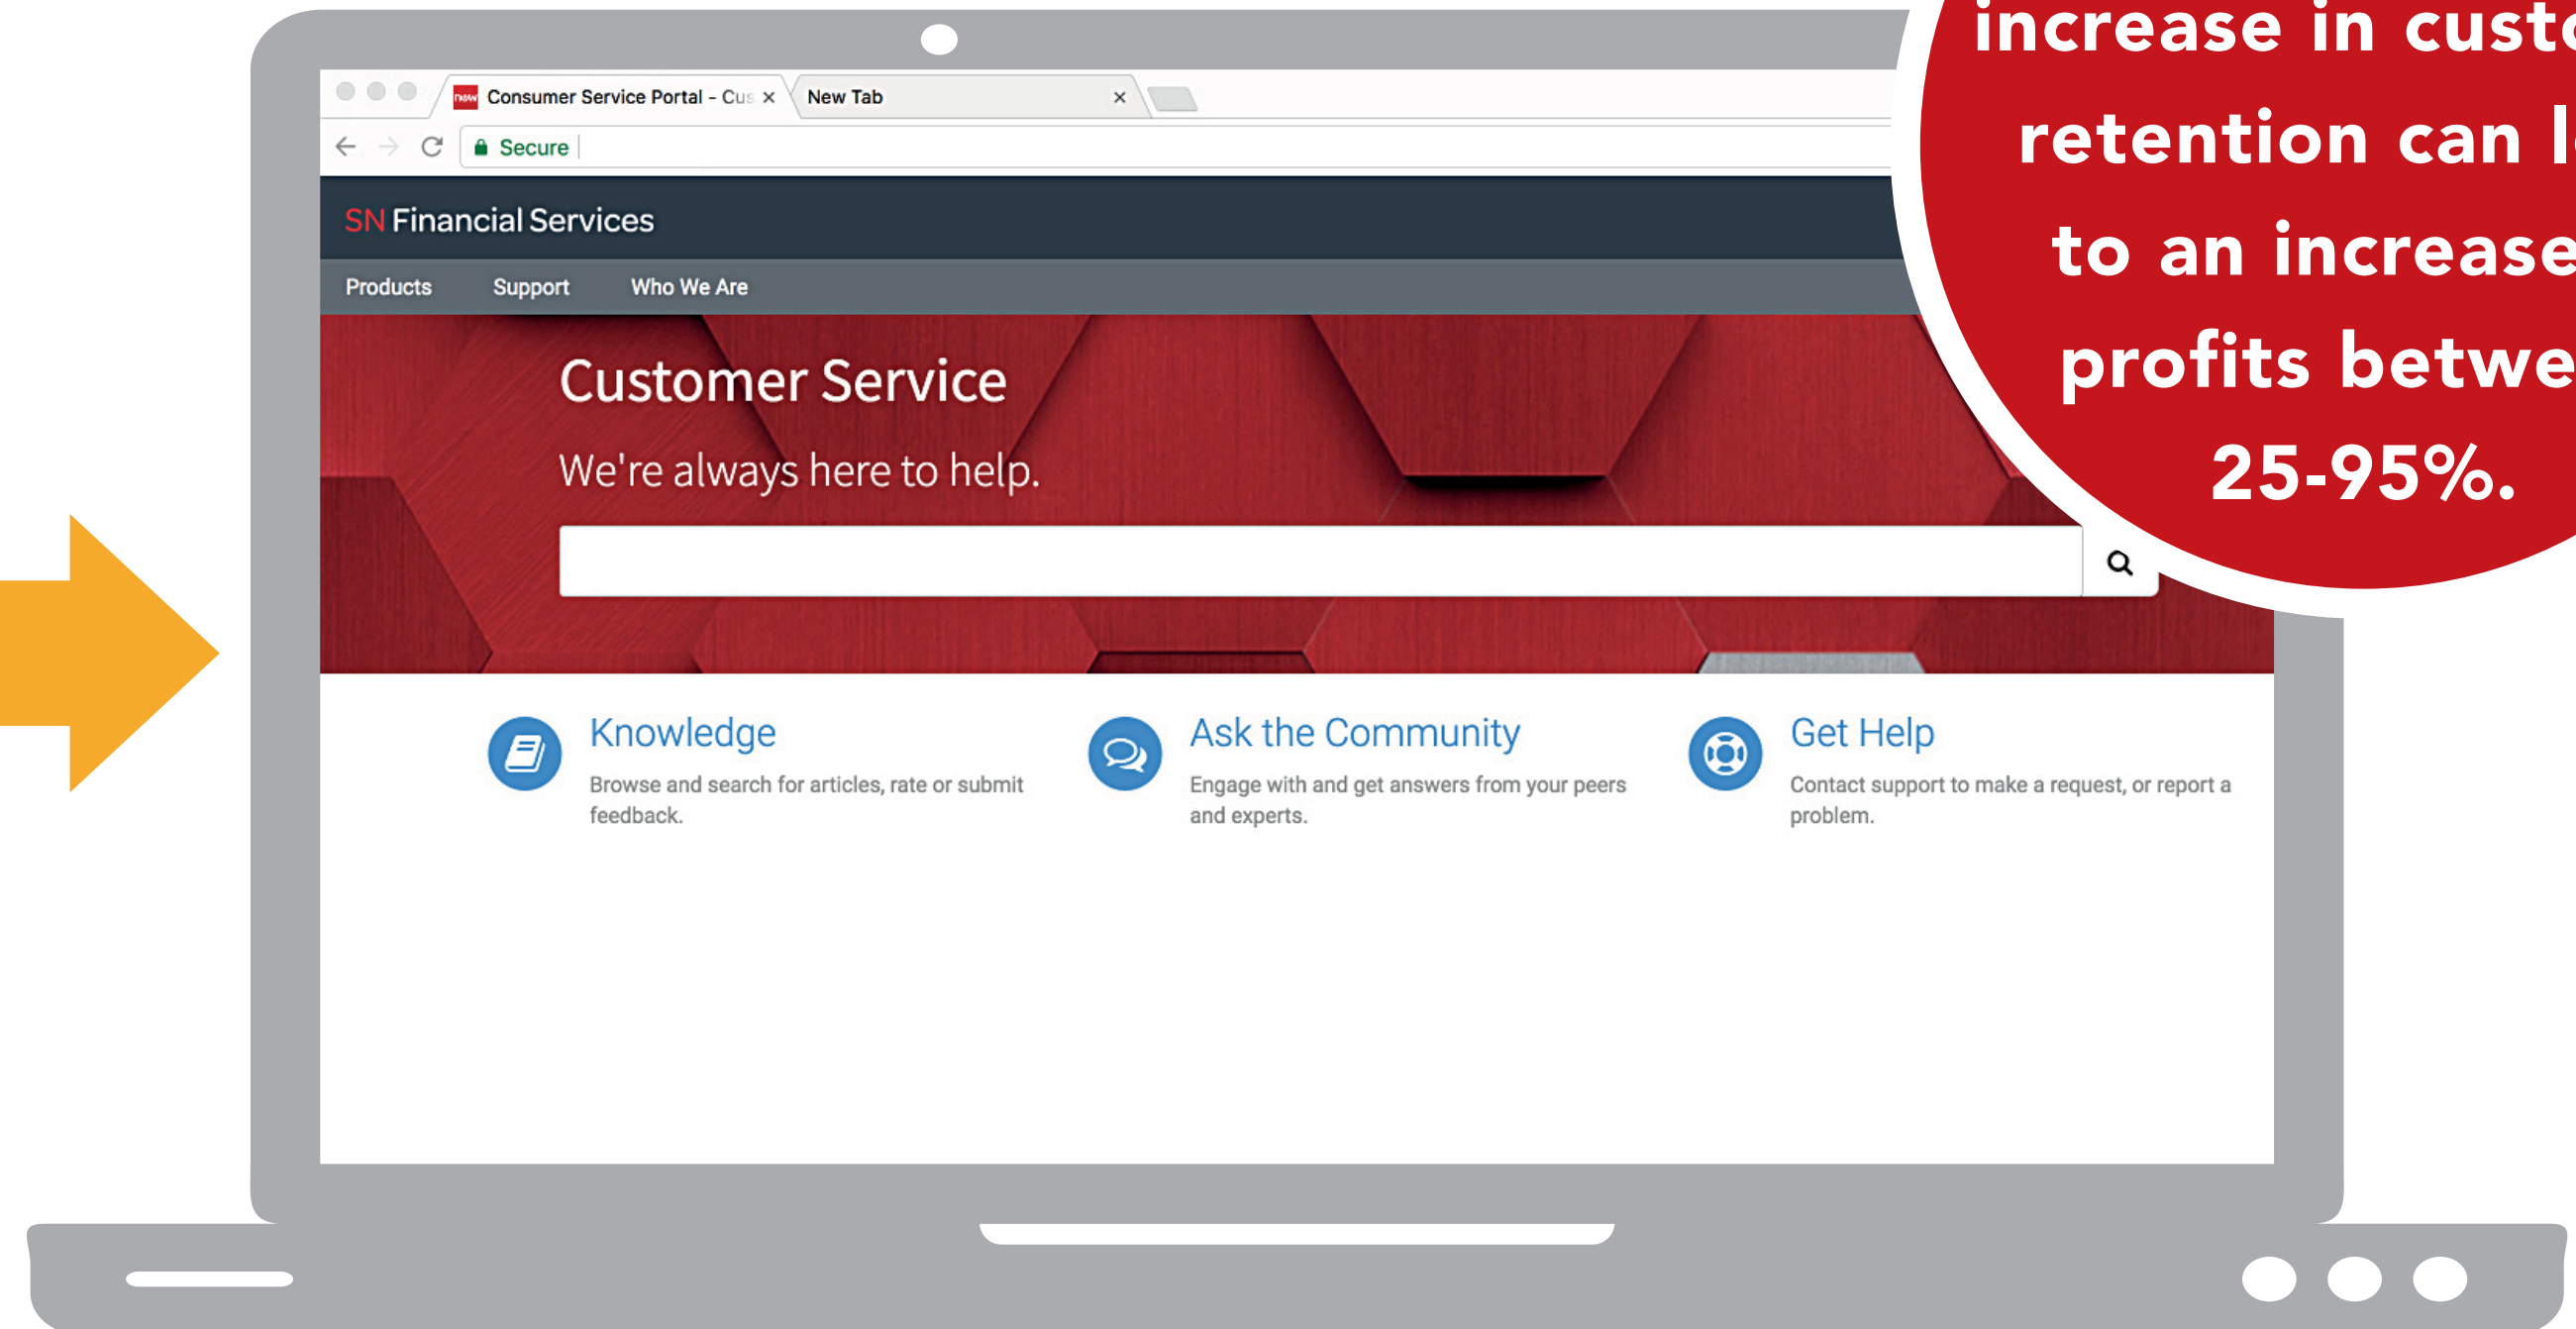 Consumer Service Portal - Cus
New Tab
Secure
SN Financial Services
Products Support Who We Are
Customer Service
We're always here to help.
Knowledge
Browse and search for articles, rate or submit
feedback.
Ask the Community
Engage with and get answers from your peers
and experts.
Get Help
Contact support to make a request, or report a
problem.
increase in custo
retention can l
to an increase
profits betwe
25-95%.